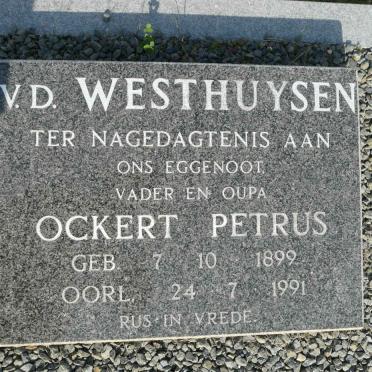 V.D. WESTHUYSEN
TER NAGEDAGTENIS AAN
ONS EGGENOOT,
VADER EN OUPA
OCKERT PETRUS
GEB. 7 10 1899
OORL. 24 7 1991
RUS IN VREDE